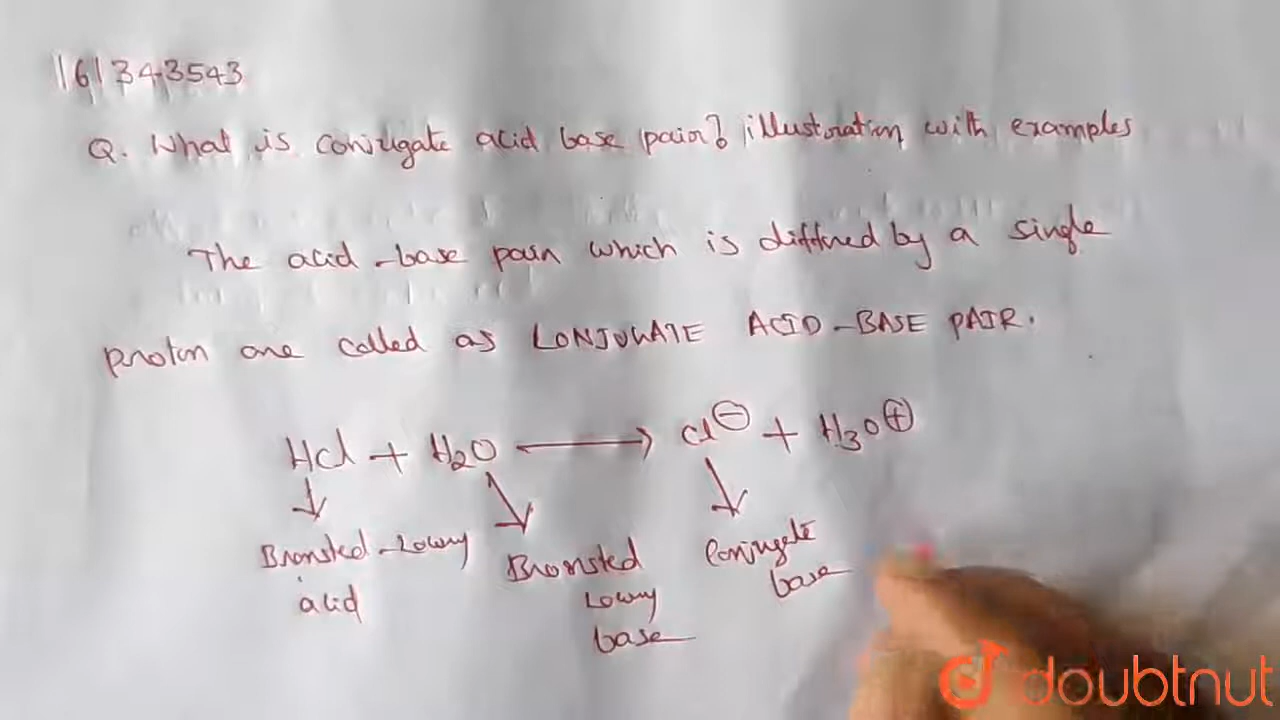 161343543
Q. What is conjugate acid base pair? illustration with examples
The acid-base pair which is differed by a single
proton are called as CONJUGATE ACID-BASE PAIR.
HCl + H₂O ⟶ Cl⊖ + H₃O⊕
Bronsted-Lowry
acid
Bronsted
Lowry
base
Conjugate
base
doubtnut